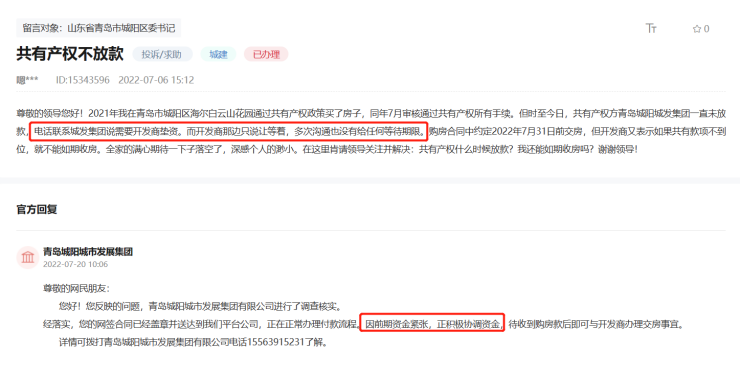 留言对象：山东省青岛市城阳区委书记
TT
0
共有产权不放款
投诉/求助
城建
已办理
嗯***
ID:15343596
2022-07-06 15:12
尊敬的领导您好！2021年我在青岛市城阳区海尔白云山花园通过共有产权政策买了房子，同年7月审核通过共有产权所有手续。但时至今日，共有产权方青岛城阳城发集团一直未放
款，电话联系城发集团说需要开发商垫资。而开发商那边只说让等着，多次沟通也没有给任何等待期限。购房合同中约定2022年7月31日前交房，但开发商又表示如果共有款项不到
位，就不能如期收房。全家的满心期待一下子落空了，深感个人的渺小。在这里肯请领导关注并解决：共有产权什么时候放款？我还能如期收房吗？谢谢领导！
官方回复
青岛城阳城市发展集团
2022-07-20 10:06
尊敬的网民朋友：
您好！您反映的问题，青岛城阳城市发展集团有限公司进行了调查核实。
经落实，您的网签合同已经盖章并送达到我们平台公司，正在正常办理付款流程。因前期资金紧张，正积极协调资金，待收到购房款后即可与开发商办理交房事宜。
详情可拨打青岛城阳城市发展集团有限公司电话15563915231了解。